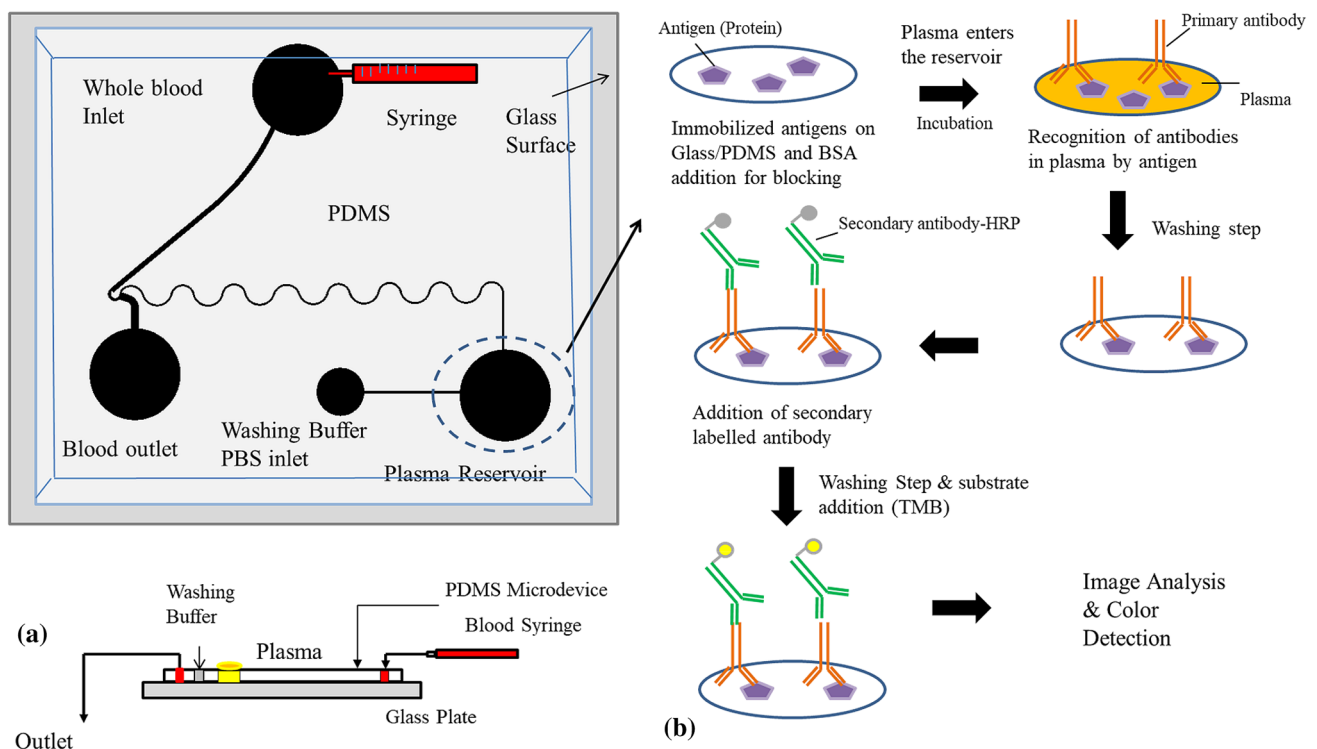 Whole blood
Inlet
Syringe
Glass
Surface
PDMS
Blood outlet
Washing Buffer
PBS inlet
Plasma Reservoir
Washing
Buffer
PDMS Microdevice
Blood Syringe
(a)
Plasma
Glass Plate
Outlet
Antigen (Protein)
Plasma enters
the reservoir
Incubation
Primary antibody
Plasma
Immobilized antigens on
Glass/PDMS and BSA
addition for blocking
Recognition of antibodies
in plasma by antigen
Washing step
Secondary antibody-HRP
Addition of secondary
labelled antibody
Washing Step & substrate
addition (TMB)
Image Analysis
& Color
Detection
(b)